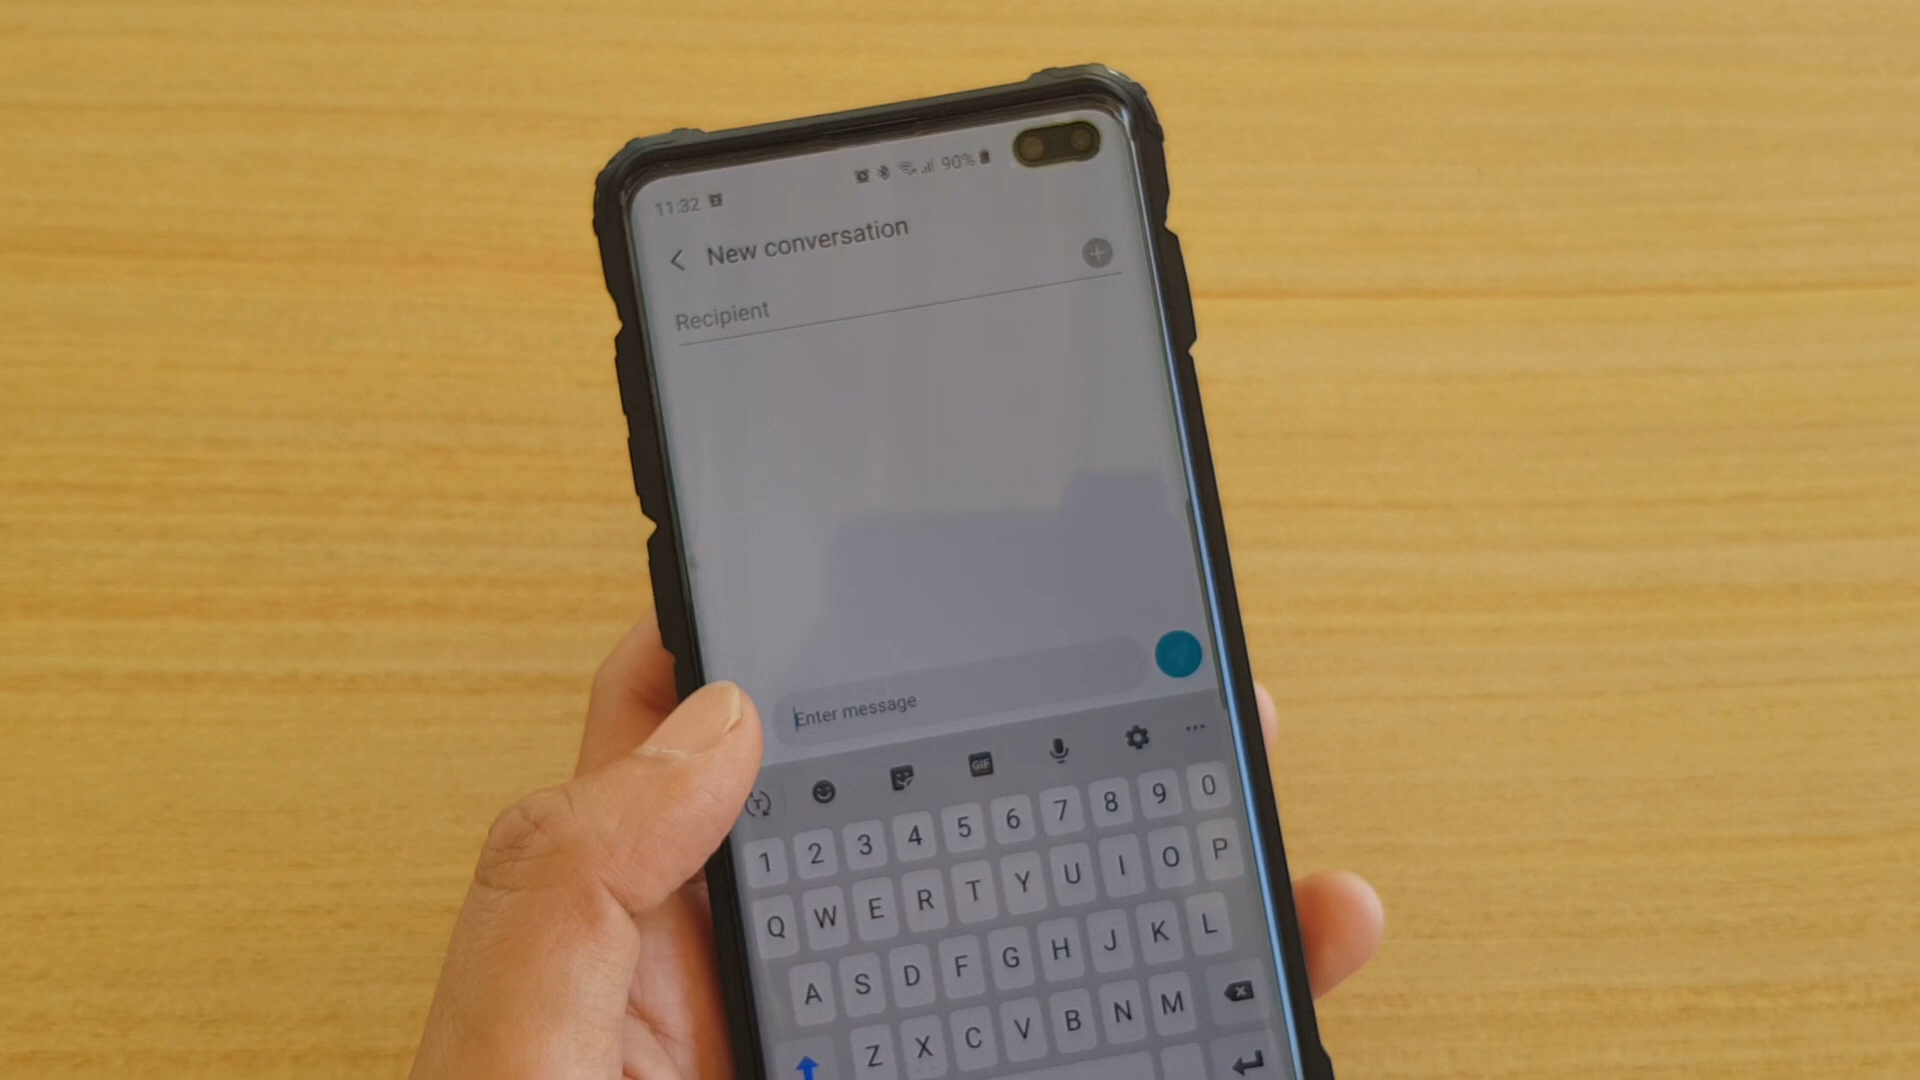 11:32 90%
New conversation
Recipient
Enter message
GIF
1 2 3 4 5 6 7 8 9 0
Q W E R T Y U I O P
A S D F G H J K L
Z X C V B N M